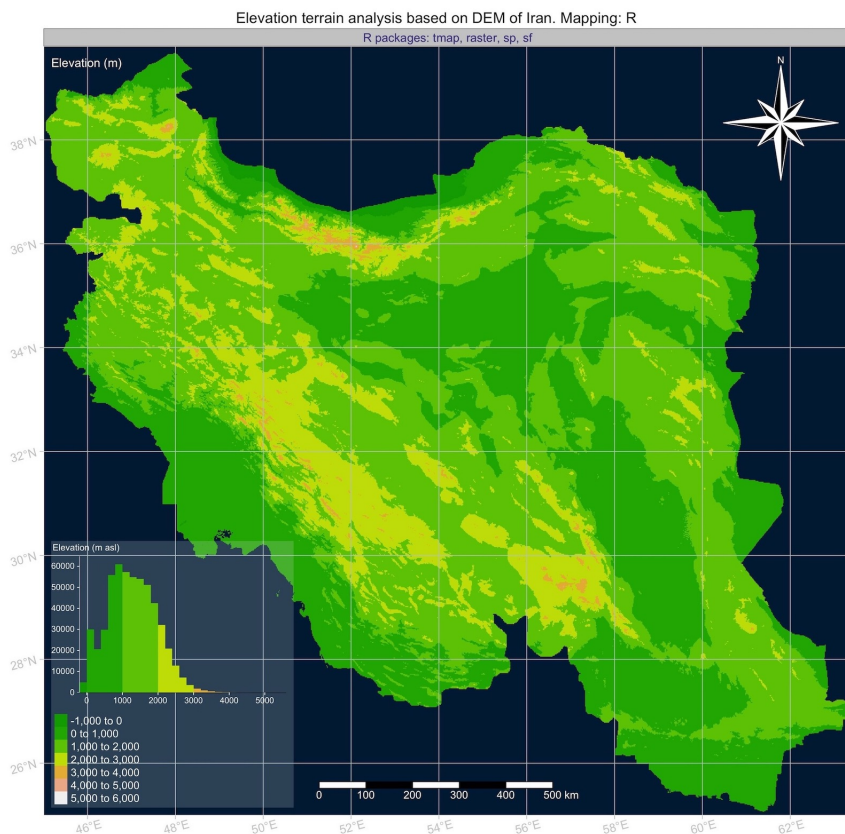 Elevation terrain analysis based on DEM of Iran. Mapping: R
R packages: tmap, raster, sp, sf
Elevation (m)
N
38°N
36°N
34°N
32°N
30°N
28°N
26°N
Elevation (m asl)
60000
50000
40000
30000
20000
10000
0
0 1000 2000 3000 4000 5000
-1,000 to 0
0 to 1,000
1,000 to 2,000
2,000 to 3,000
3,000 to 4,000
4,000 to 5,000
5,000 to 6,000
0 100 200 300 400 500 km
46°E 48°E 50°E 52°E 54°E 56°E 58°E 60°E 62°E